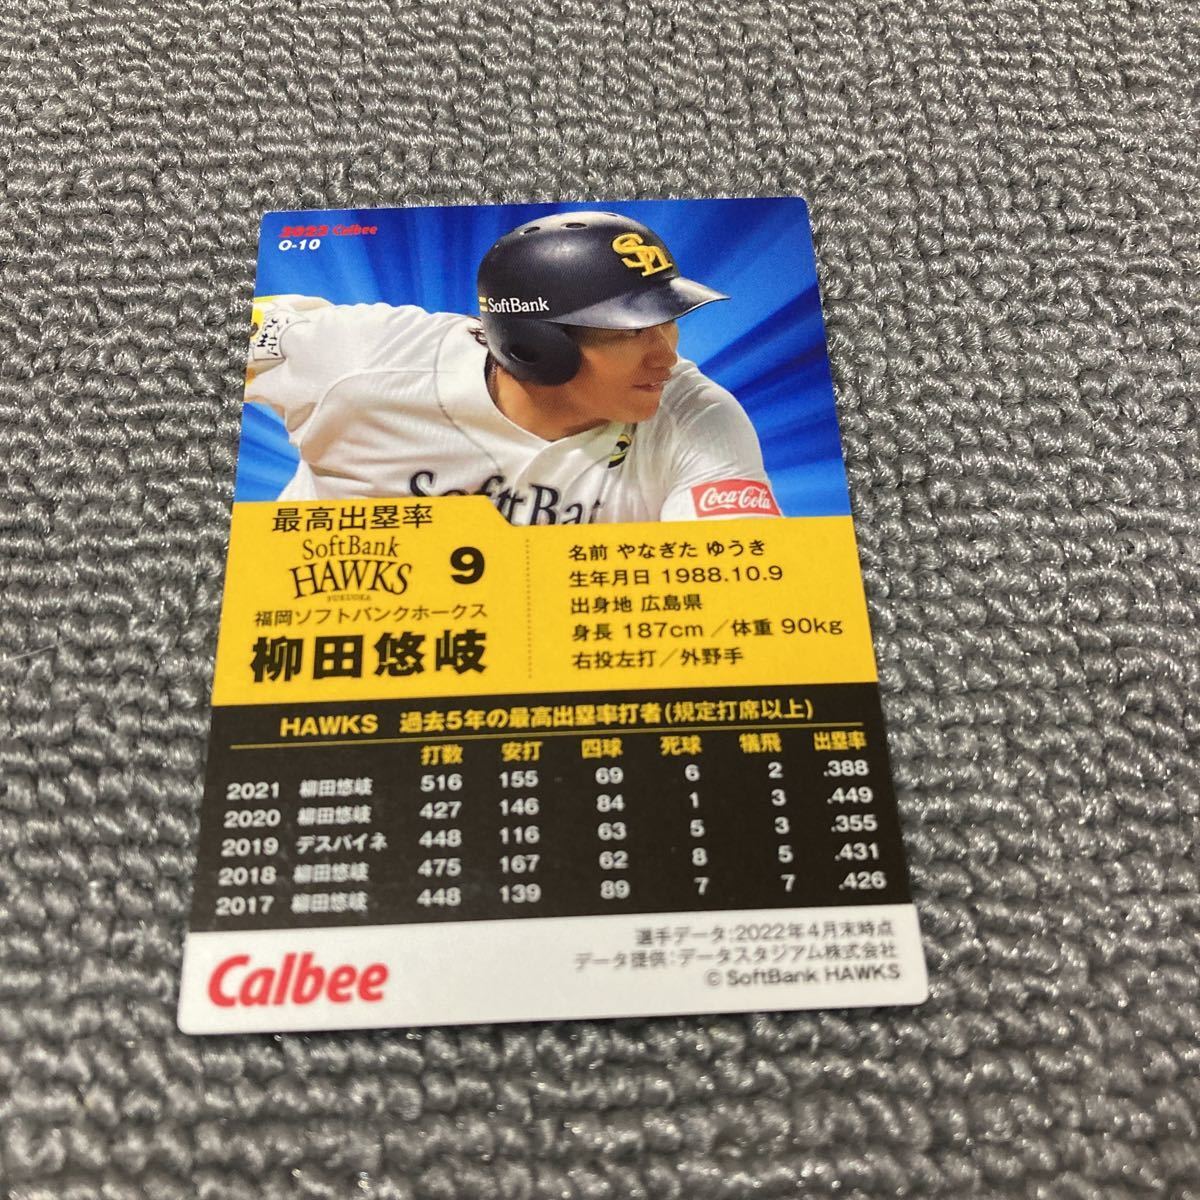 2022 Calbee
O-10
SoftBank
Coca-Cola
最高出塁率
SoftBank
HAWKS
FUKUOKA
9
福岡ソフトバンクホークス
柳田悠岐
名前 やなぎた ゆうき
生年月日 1988.10.9
出身地 広島県
身長 187cm/体重 90kg
右投左打/外野手
HAWKS 過去5年の最高出塁率打者(規定打席以上)
打数 安打 四球 死球 犠飛 出塁率
2021 柳田悠岐 516 155 69 6 2 .388
2020 柳田悠岐 427 146 84 1 3 .449
2019 デスパイネ 448 116 63 5 3 .355
2018 柳田悠岐 475 167 62 8 5 .431
2017 柳田悠岐 448 139 89 7 7 .426
Calbee
選手データ:2022年4月末時点
データ提供:データスタジアム株式会社
© SoftBank HAWKS